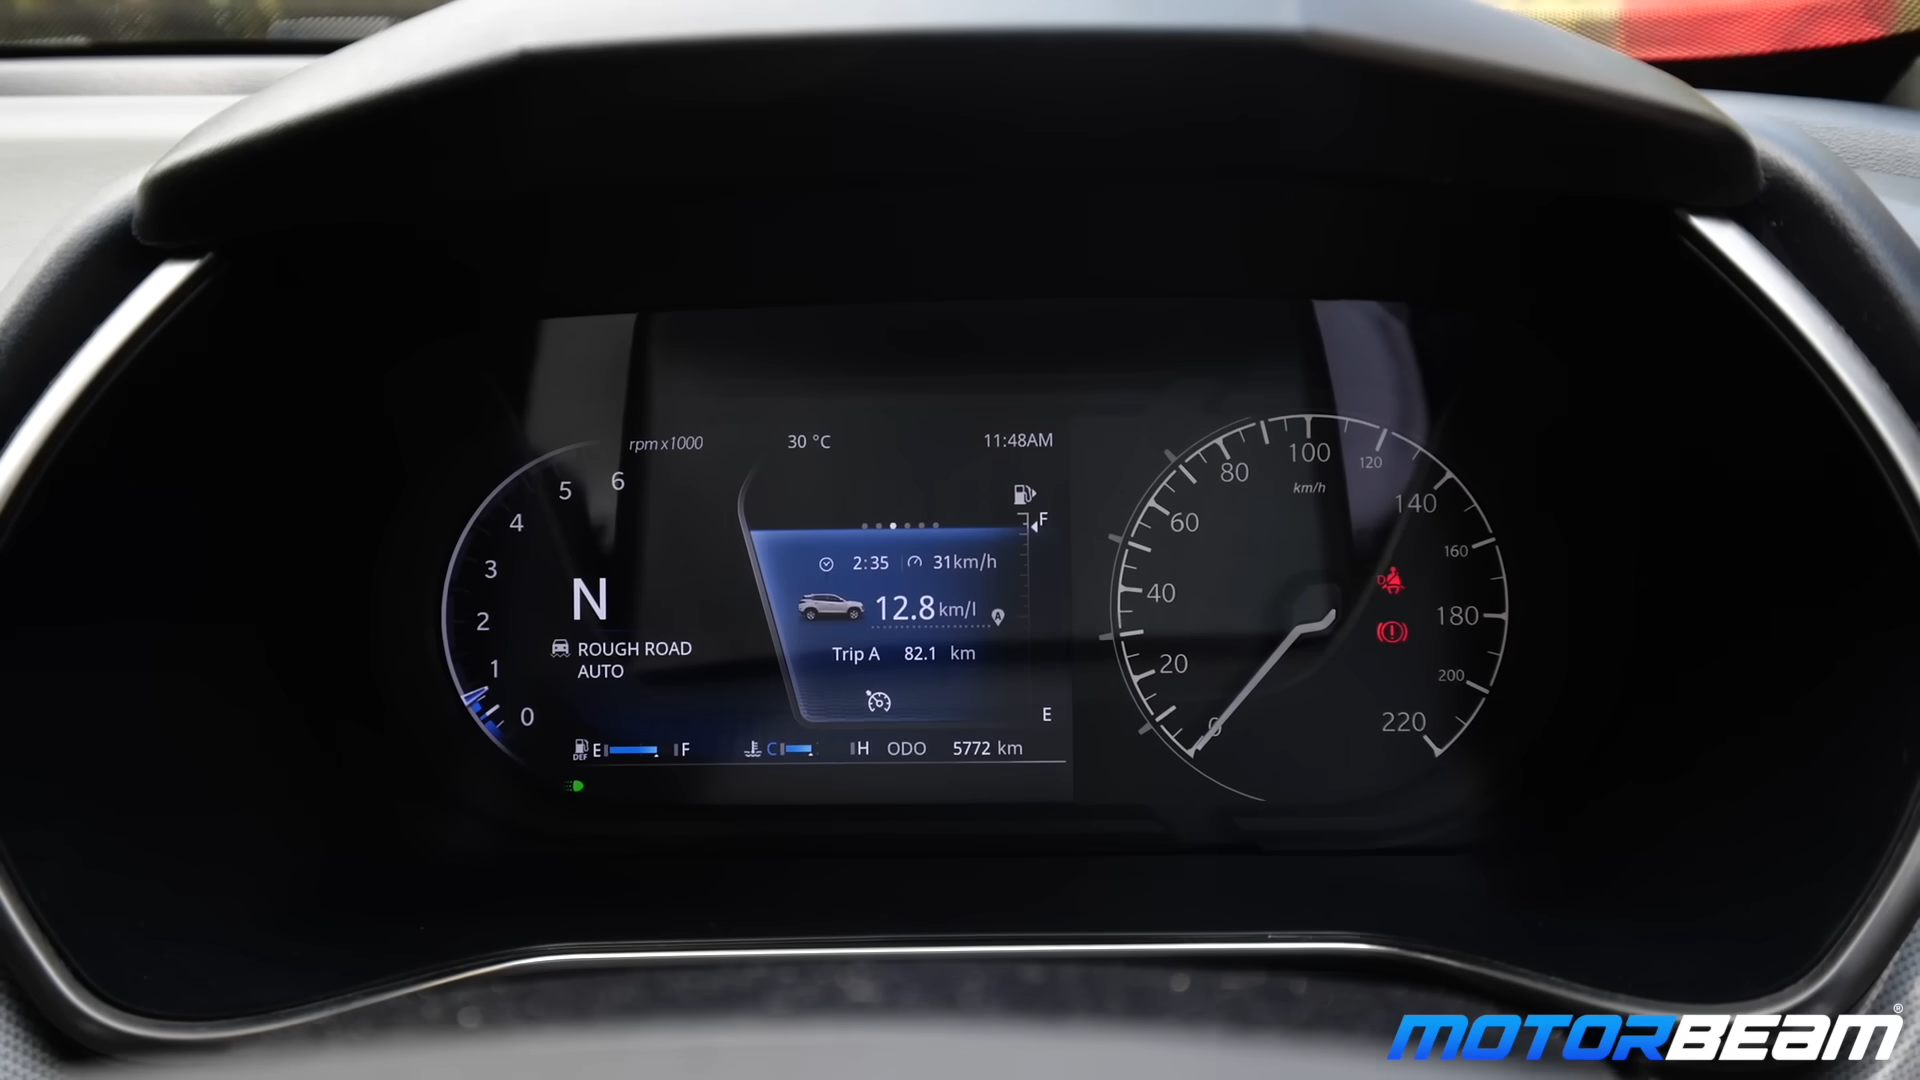 rpm x1000
30 °C
11:48AM
6
5
4
3
2
1
0
N
ROUGH ROAD
AUTO
F
2:35 31km/h
12.8 km/l
A
Trip A 82.1 km
E
DEF E F
C H ODO 5772 km
0
20
40
60
80
100
km/h
120
140
160
180
200
220
D
MOTORBEAM®